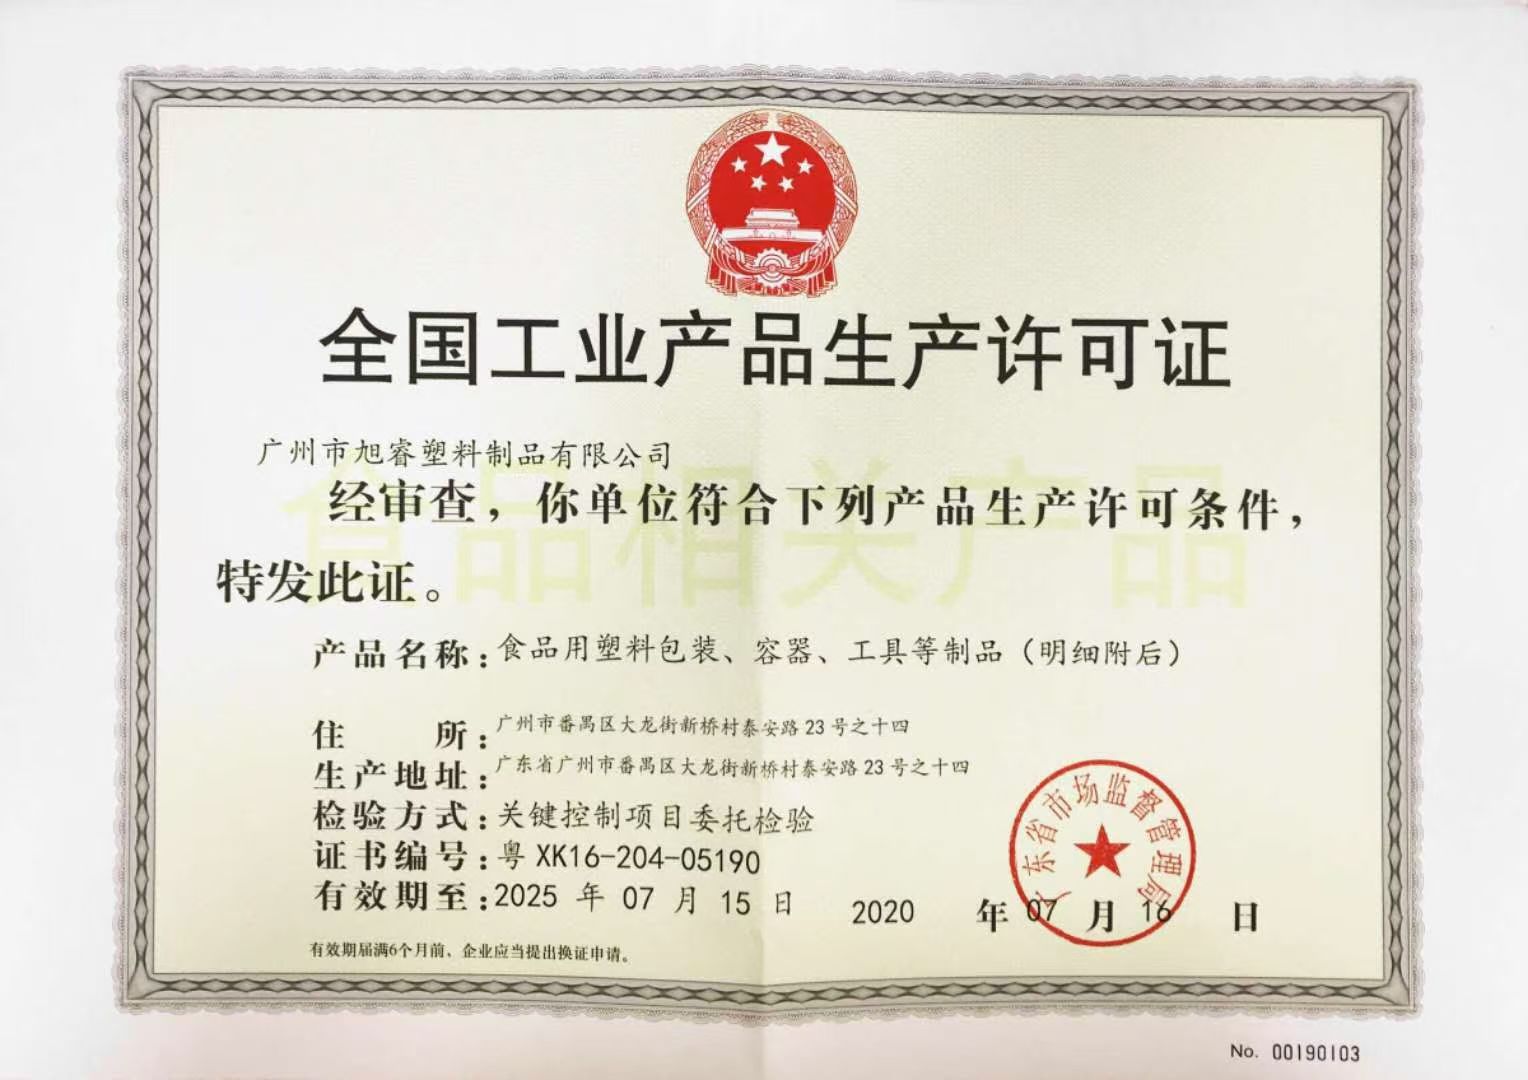 全国工业产品生产许可证
广州市旭睿塑料制品有限公司
食品相关产品
经审查，你单位符合下列产品生产许可条件，
特发此证。
产品名称：食品用塑料包装、容器、工具等制品（明细附后）
住所：广州市番禺区大龙街新桥村泰安路23号之十四
生产地址：广东省广州市番禺区大龙街新桥村泰安路23号之十四
检验方式：关键控制项目委托检验
证书编号：粤XK16-204-05190
有效期至：2025年07月15日
广东省市场监督管理局
2020年07月16日
有效期届满6个月前、企业应当提出换证申请。
No. 00190103